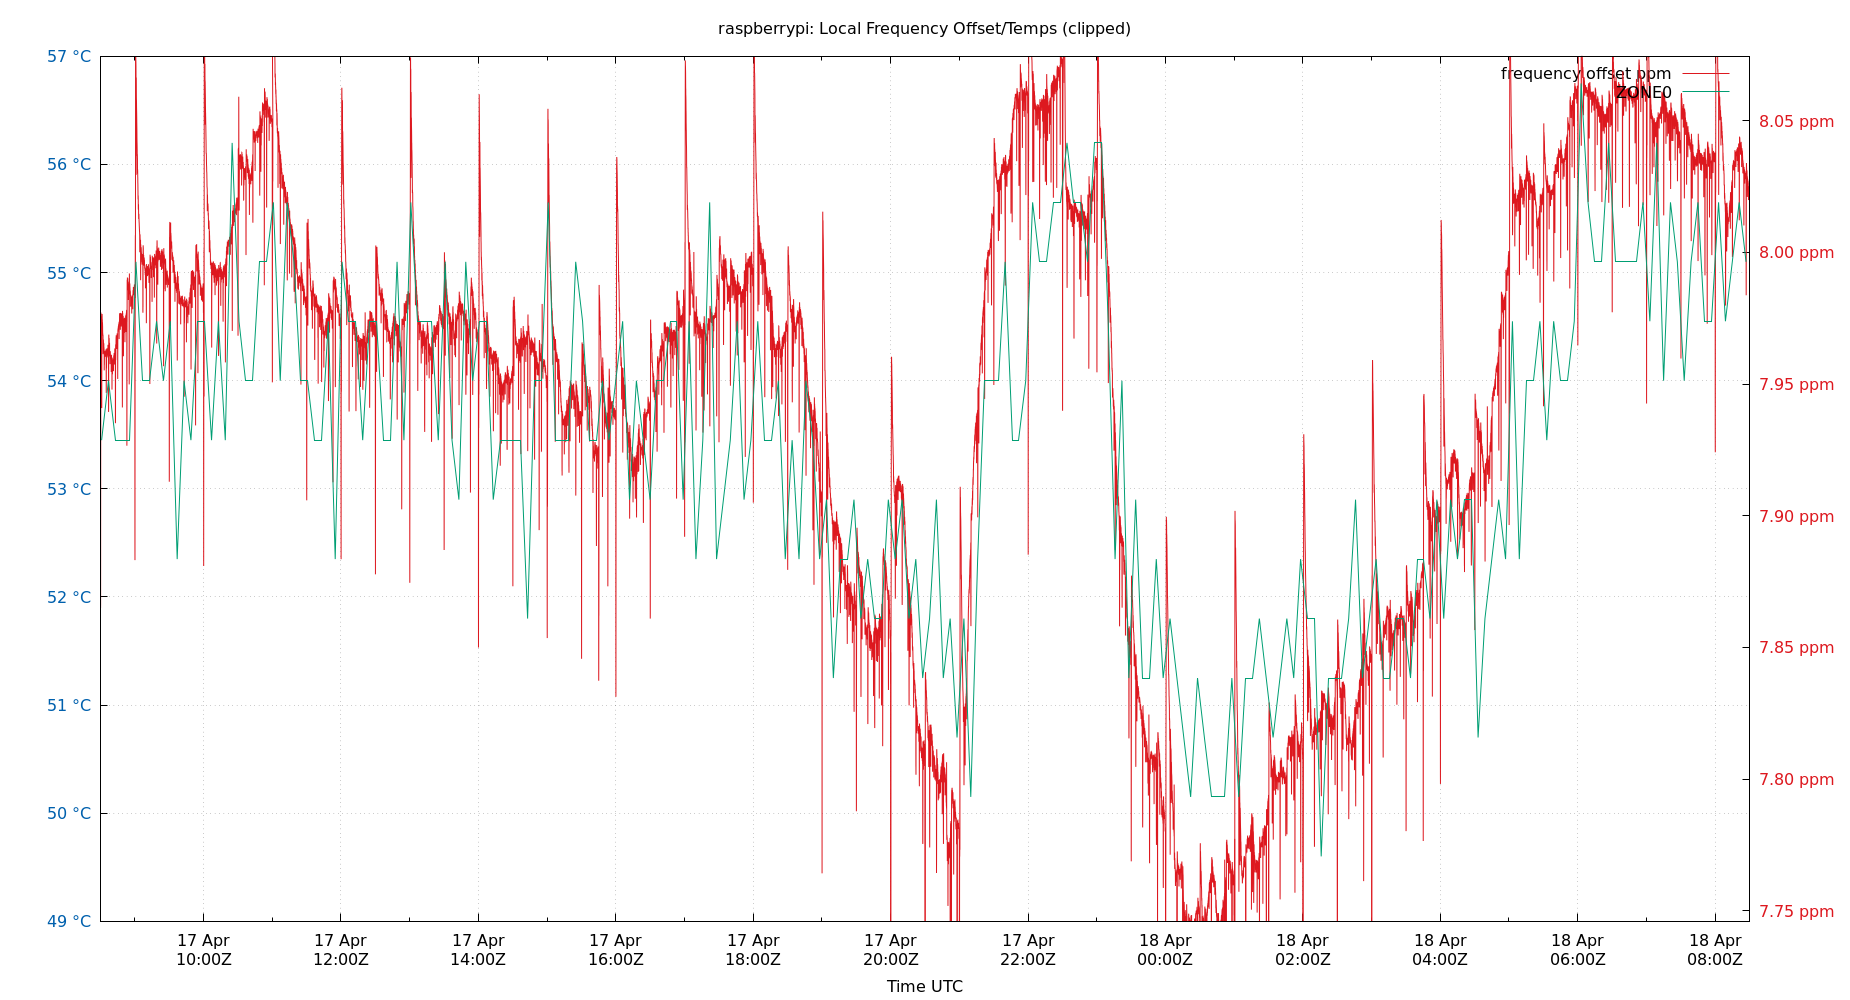 raspberrypi: Local Frequency Offset/Temps (clipped)
57 °C
56 °C
55 °C
54 °C
53 °C
52 °C
51 °C
50 °C
49 °C
frequency offset ppm
ZONE0
8.05 ppm
8.00 ppm
7.95 ppm
7.90 ppm
7.85 ppm
7.80 ppm
7.75 ppm
17 Apr 17 Apr 17 Apr 17 Apr 17 Apr 17 Apr 17 Apr 18 Apr 18 Apr 18 Apr 18 Apr 18 Apr
10:00Z 12:00Z 14:00Z 16:00Z 18:00Z 20:00Z 22:00Z 00:00Z 02:00Z 04:00Z 06:00Z 08:00Z
Time UTC